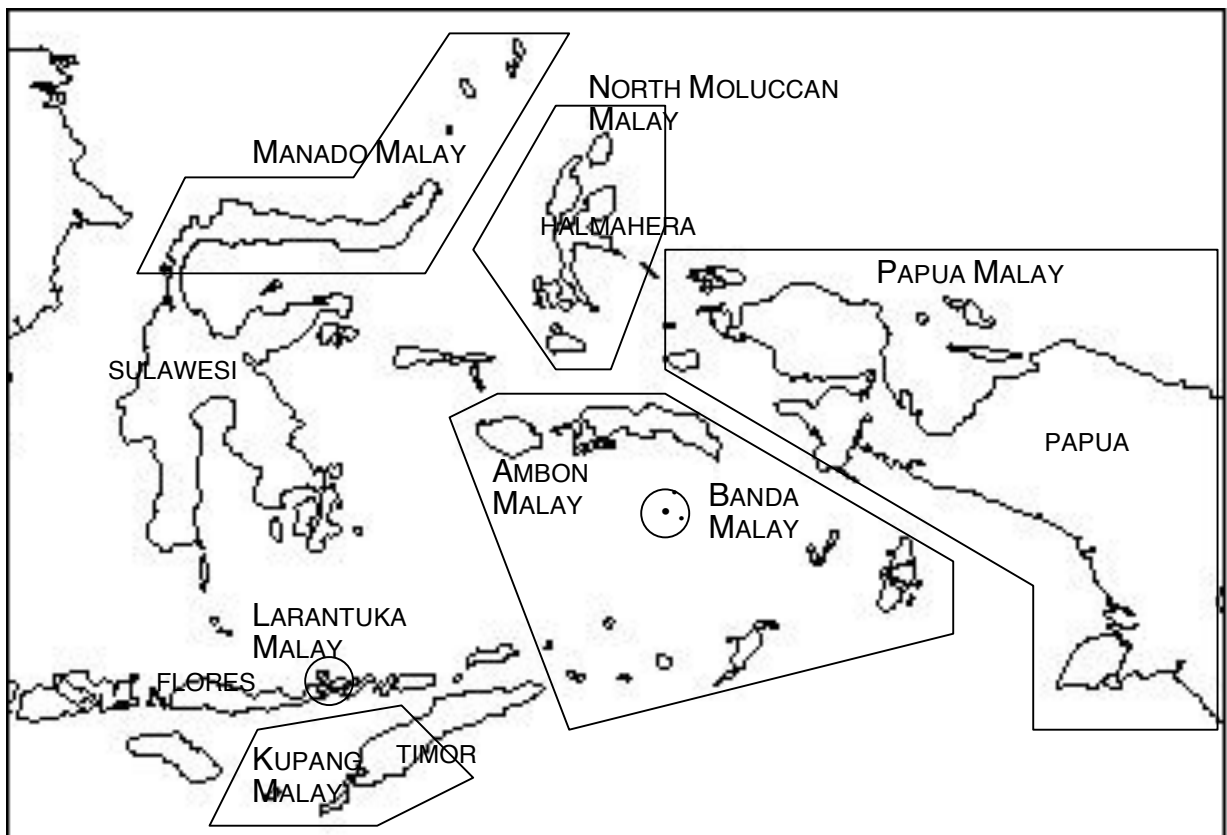 NORTH MOLUCCAN
MALAY
MANADO MALAY
HALMAHERA
PAPUA MALAY
SULAWESI
PAPUA
AMBON
MALAY
BANDA
MALAY
LARANTUKA
MALAY
FLORES
KUPANG
MALAY
TIMOR